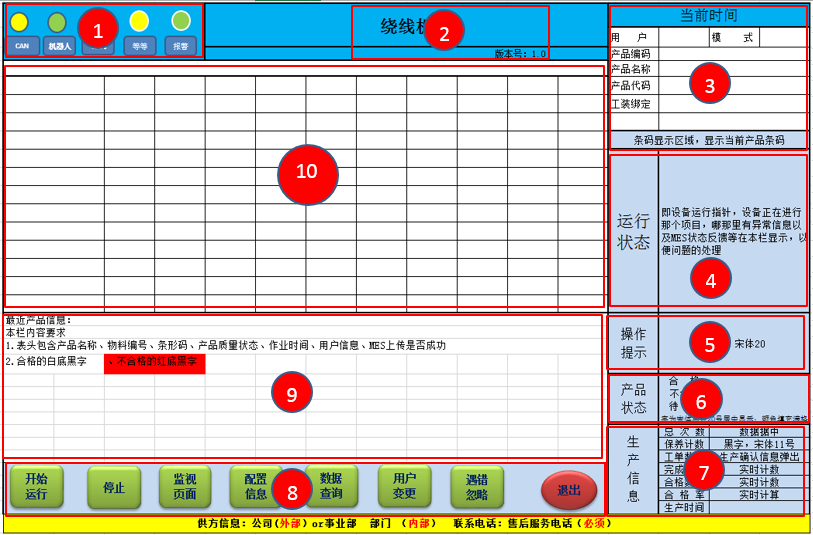 CAN 机器人 等等 报警
1
绕线机
2
版本号: 1.0
当前时间
用 户 模 式
产品编码
产品名称
产品代码
工装绑定
3
条码显示区域，显示当前产品条码
10
运行
状态
即设备运行指针，设备正在进行
那个项目，哪那里有异常信息以
及MES状态反馈等在本栏显示，以
便问题的处理
4
最近产品信息:
本栏内容要求
1.表头包含产品名称、物料编号、条形码、产品质量状态、作业时间、用户信息、MES上传是否成功
2.合格的白底黑字 、不合格的红底黑字
9
操作
提示
5
宋体20
产品
状态
合 格
不
待
6
生
产
信
息
总 次 数 数据据中
保养计数 黑字，宋体11号
工单数 生产确认信息弹出
完成 实时计数
合格 实时计数
合 格 率 实时计算
生产时间
7
开始
运行
停止
监视
页面
配置
信息
8
数据
查询
用户
变更
遇错
忽略
退出
供方信息: 公司(外部) or事业部 部门 (内部) 联系电话: 售后服务电话 (必须)